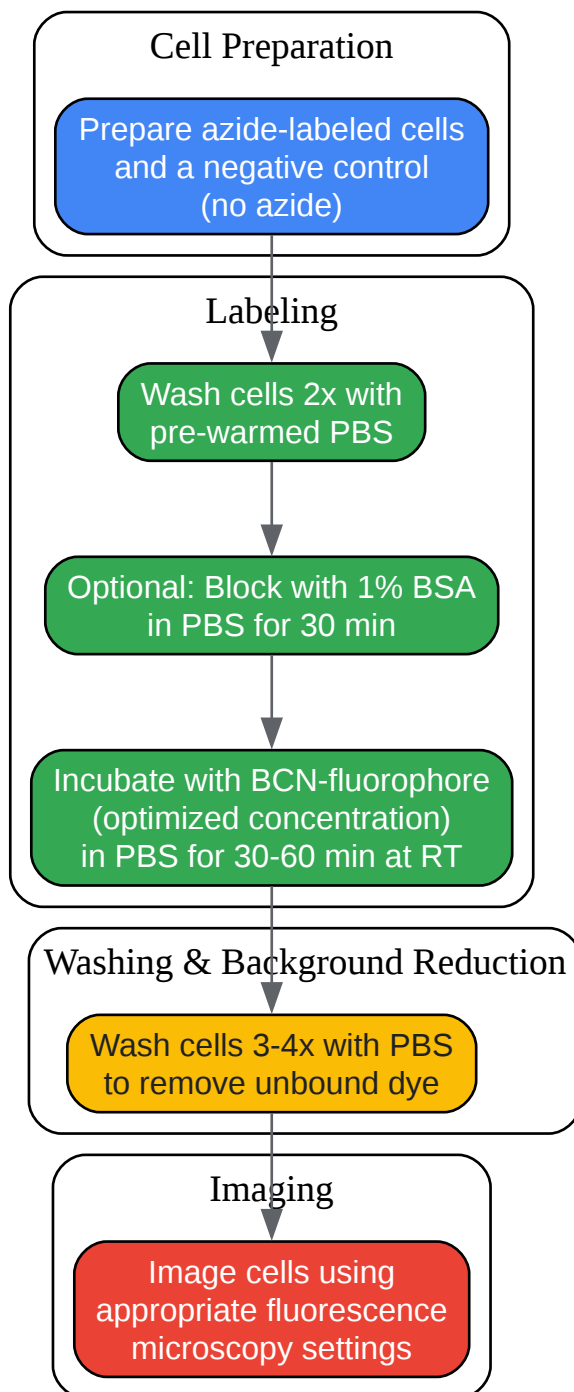 Cell Preparation
Prepare azide-labeled cells
and a negative control
(no azide)
Labeling
Wash cells 2x with
pre-warmed PBS
Optional: Block with 1% BSA
in PBS for 30 min
Incubate with BCN-fluorophore
(optimized concentration)
in PBS for 30-60 min at RT
Washing & Background Reduction
Wash cells 3-4x with PBS
to remove unbound dye
Imaging
Image cells using
appropriate fluorescence
microscopy settings